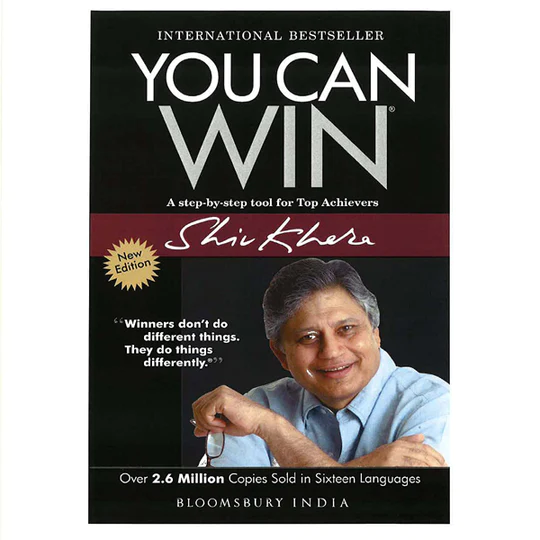 INTERNATIONAL BESTSELLER
YOU CAN
WIN®
A step-by-step tool for Top Achievers
Shiv Khera
New
Edition
“Winners don’t do
different things.
They do things
differently.®”
Over 2.6 Million Copies Sold in Sixteen Languages
BLOOMSBURY INDIA